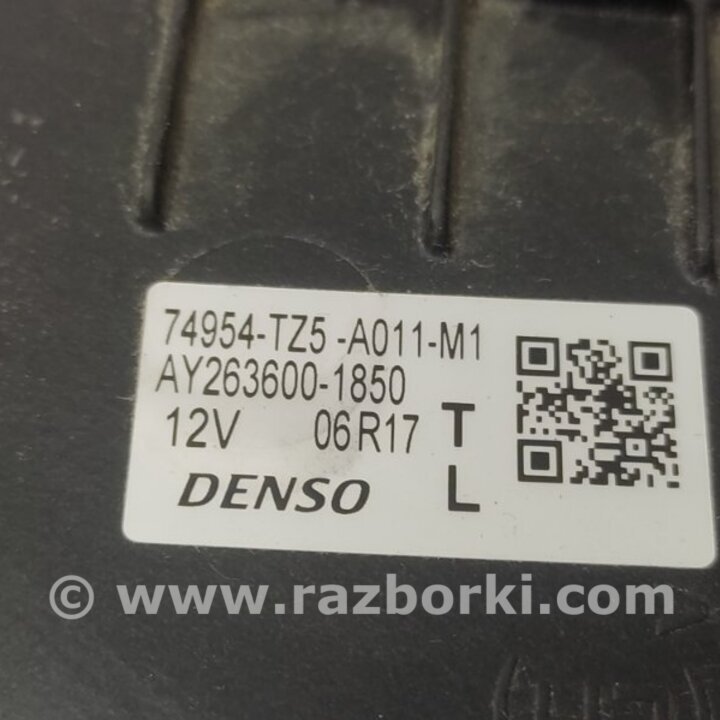 74954-TZ5-A011-M1
AY263600-1850
12V 06R17 T
DENSO L
© www.razborki.com